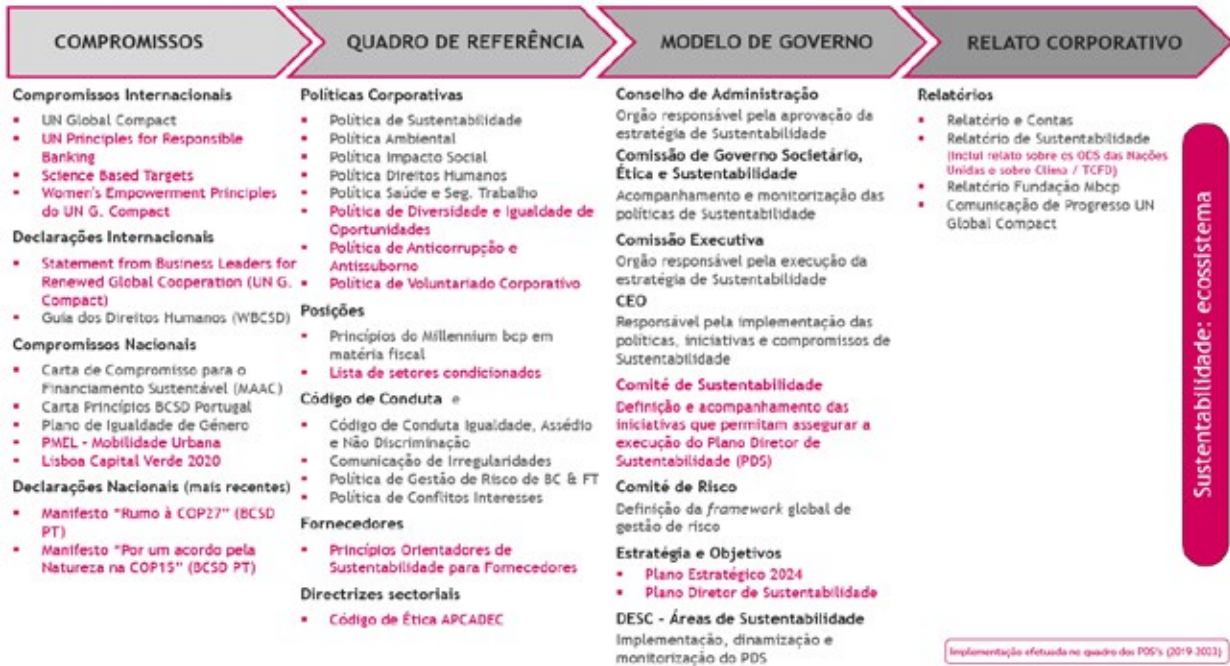 COMPROMISSOS
QUADRO DE REFERÊNCIA
MODELO DE GOVERNO
RELATO CORPORATIVO
Compromissos Internacionais
UN Global Compact
UN Principles for Responsible
Banking
Science Based Targets
Women's Empowerment Principles
do UN G. Compact
Declarações Internacionais
Statement from Business Leaders for
Renewed Global Cooperation (UN G.
Compact)
Guia dos Direitos Humanos (WBCSD)
Compromissos Nacionais
Carta de Compromisso para o
Financiamento Sustentável (MAAC)
Carta Princípios BCSD Portugal
Plano de Igualdade de Género
PMEL - Mobilidade Urbana
Lisboa Capital Verde 2020
Declarações Nacionais (mais recentes)
Manifesto "Rumo à COP27" (BCSD
PT)
Manifesto "Por um acordo pela
Natureza na COP15" (BCSD PT)
Políticas Corporativas
Política de Sustentabilidade
Política Ambiental
Política Impacto Social
Política Direitos Humanos
Política Saúde e Seg. Trabalho
Política de Diversidade e Igualdade de
Oportunidades
Política de Anticorrupção e
Antissuborno
Política de Voluntariado Corporativo
Posições
Princípios do Millennium bcp em
matéria fiscal
Lista de setores condicionados
Código de Conduta e
Código de Conduta Igualdade, Assédio
e Não Discriminação
Comunicação de Irregularidades
Política de Gestão de Risco de BC & FT
Política de Conflitos Interesses
Fornecedores
Princípios Orientadores de
Sustentabilidade para Fornecedores
Directrizes sectoriais
Código de Ética APCADEC
Conselho de Administração
Orgão responsável pela aprovação da
estratégia de Sustentabilidade
Comissão de Governo Societário,
Ética e Sustentabilidade
Acompanhamento e monitorização das
políticas de Sustentabilidade
Comissão Executiva
Orgão responsável pela execução da
estratégia de Sustentabilidade
CEO
Responsável pela implementação das
políticas, iniciativas e compromissos de
Sustentabilidade
Comité de Sustentabilidade
Definição e acompanhamento das
iniciativas que permitam assegurar a
execução do Plano Diretor de
Sustentabilidade (PDS)
Comité de Risco
Definição da framework global de
gestão de risco
Estratégia e Objetivos
Plano Estratégico 2024
Plano Diretor de Sustentabilidade
DESC - Áreas de Sustentabilidade
Implementação, dinamização e
monitorização do PDS
Relatórios
Relatório e Contas
Relatório de Sustentabilidade
(inclui relato sobre os ODS das Nações
Unidas e sobre Clima / TCFD)
Relatório Fundação Mbcp
Comunicação de Progresso UN
Global Compact
Sustentabilidade: ecossistema
Implementação efetuada no quadro dos PDS's (2019-2023)